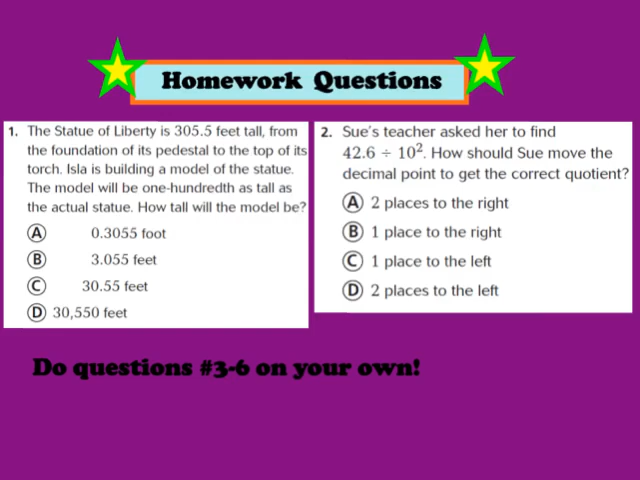 Homework Questions
1. The Statue of Liberty is 305.5 feet tall, from
the foundation of its pedestal to the top of its
torch. Isla is building a model of the statue.
The model will be one-hundredth as tall as
the actual statue. How tall will the model be?
A 0.3055 foot
B 3.055 feet
C 30.55 feet
D 30,550 feet
2. Sue's teacher asked her to find
42.6 ÷ 10². How should Sue move the
decimal point to get the correct quotient?
A 2 places to the right
B 1 place to the right
C 1 place to the left
D 2 places to the left
Do questions #3-6 on your own!